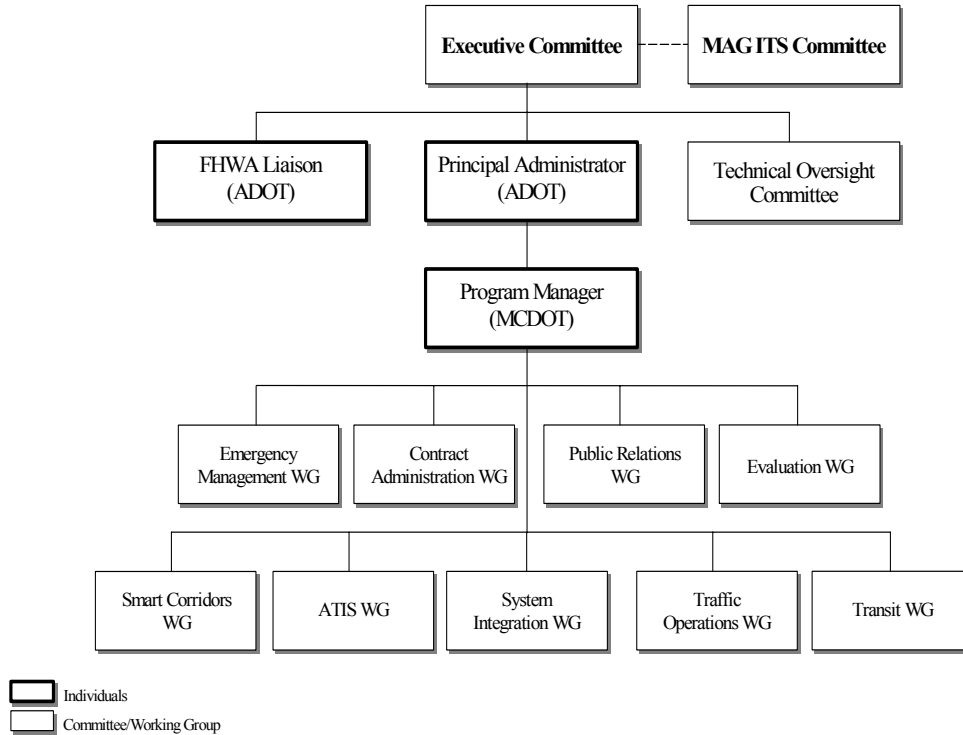 Executive Committee
MAG ITS Committee
FHWA Liaison
(ADOT)
Principal Administrator
(ADOT)
Technical Oversight
Committee
Program Manager
(MCDOT)
Emergency
Management WG
Contract
Administration WG
Public Relations
WG
Evaluation WG
Smart Corridors
WG
ATIS WG
System
Integration WG
Traffic
Operations WG
Transit WG
Individuals
Committee/Working Group